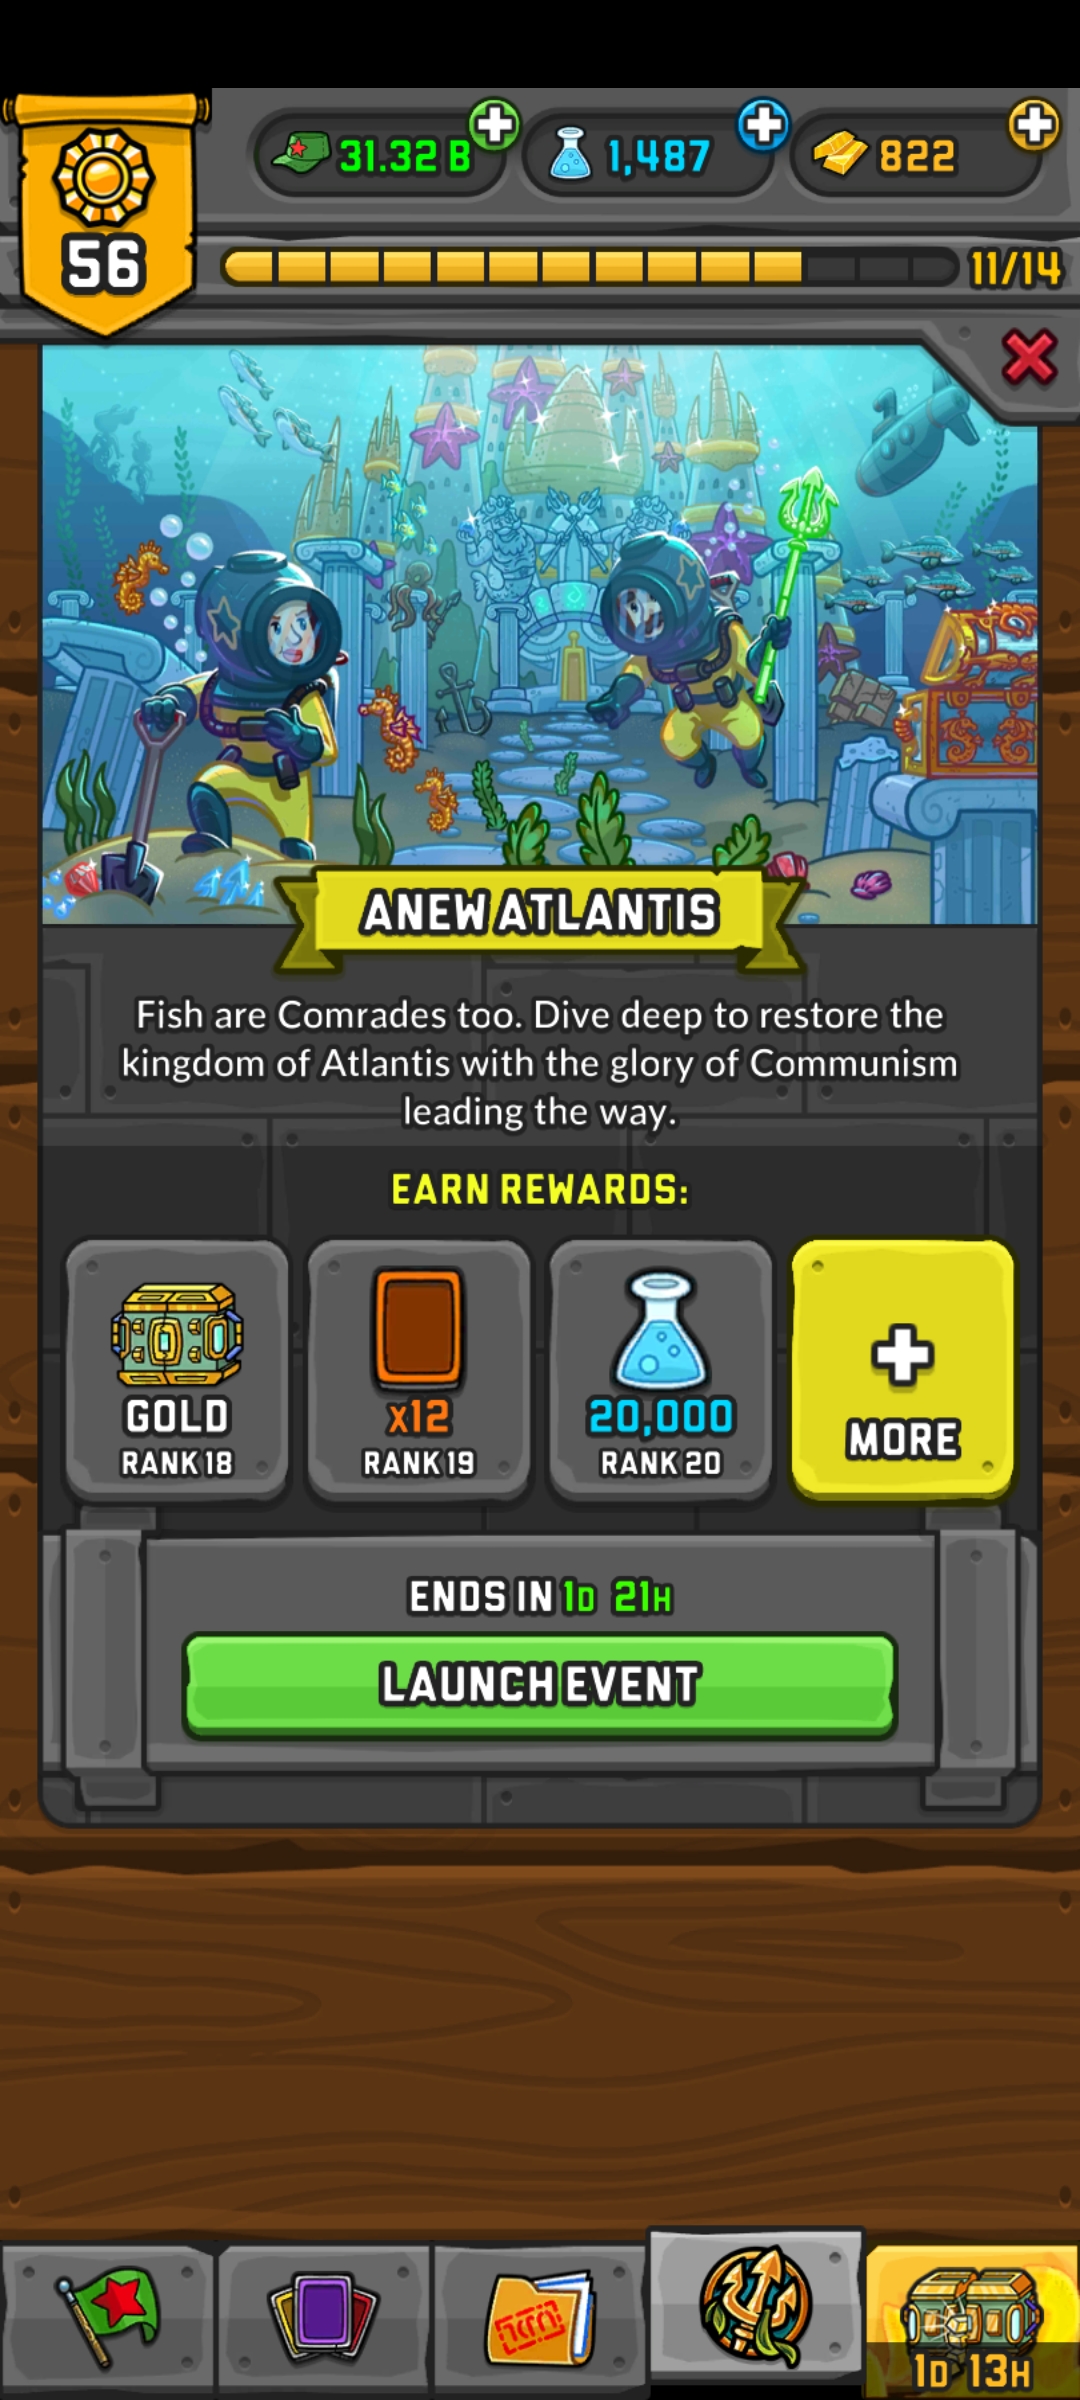 31.32 B
1,487
822
56
11/14
ANEW ATLANTIS
Fish are Comrades too. Dive deep to restore the
kingdom of Atlantis with the glory of Communism
leading the way.
EARN REWARDS:
GOLD
RANK 18
x12
RANK 19
20,000
RANK 20
MORE
ENDS IN 1D 21H
LAUNCH EVENT
1D 13H